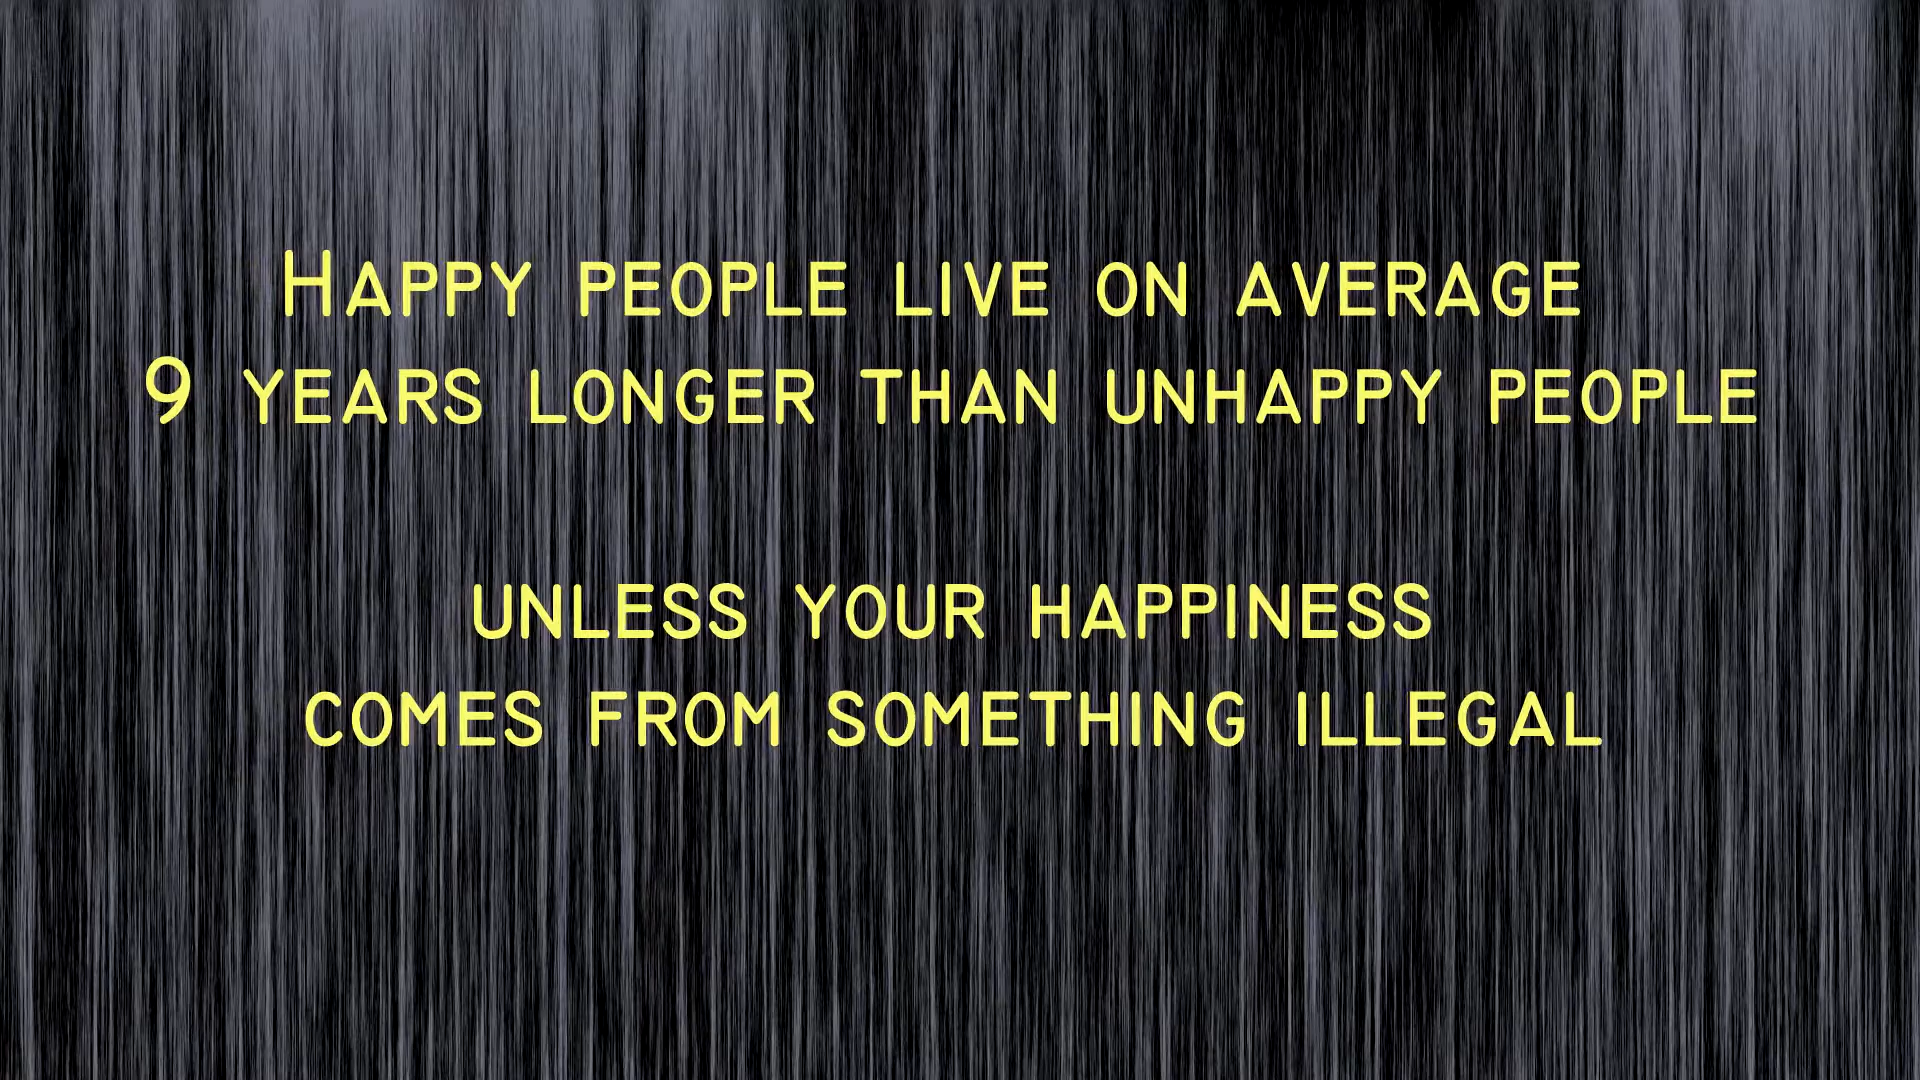 Happy people live on average
9 years longer than unhappy people
unless your happiness
comes from something illegal